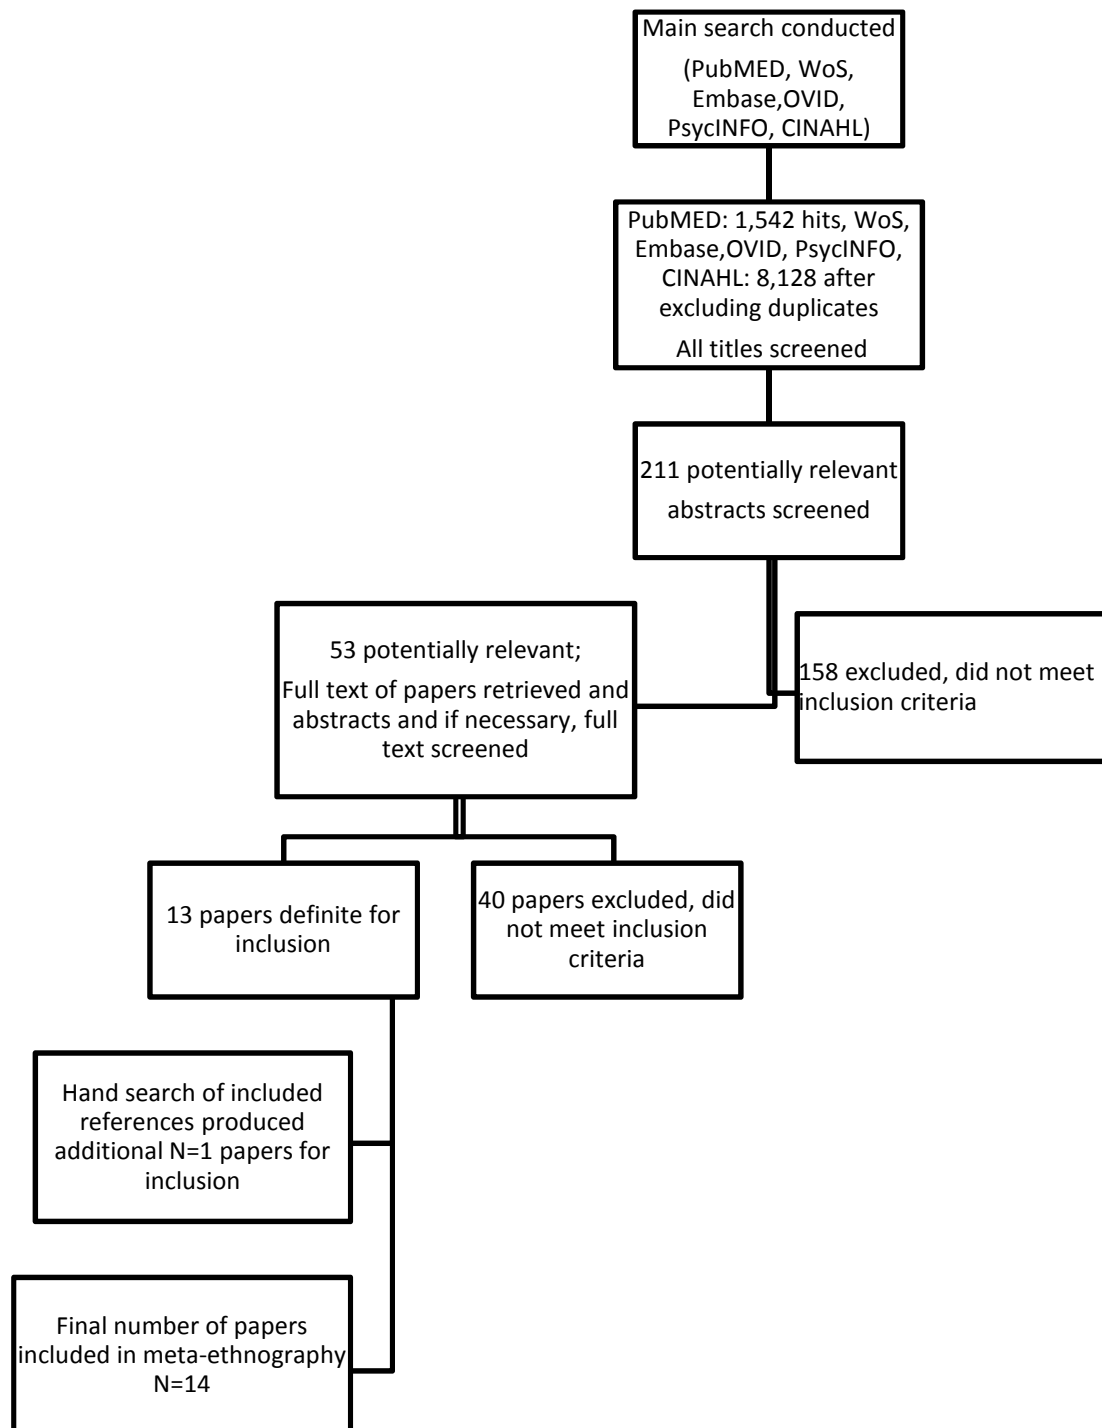 Main search conducted
(PubMED, WoS,
Embase,OVID,
PsycINFO, CINAHL)
PubMED: 1,542 hits, WoS,
Embase,OVID, PsycINFO,
CINAHL: 8,128 after
excluding duplicates
All titles screened
211 potentially relevant
abstracts screened
53 potentially relevant;
Full text of papers retrieved and
abstracts and if necessary, full
text screened
158 excluded, did not meet
inclusion criteria
13 papers definite for
inclusion
40 papers excluded, did
not meet inclusion
criteria
Hand search of included
references produced
additional N=1 papers for
inclusion
Final number of papers
included in meta-ethnography
N=14